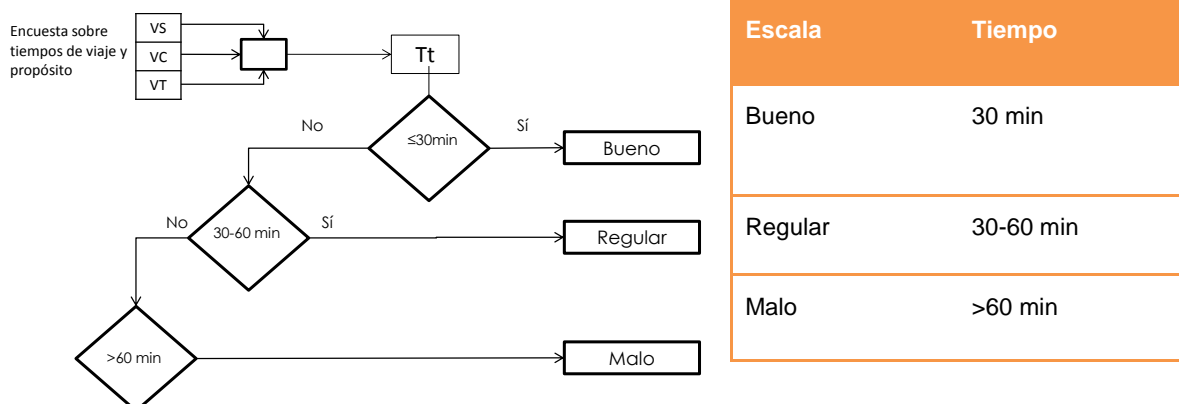 Encuesta sobre
tiempos de viaje y
propósito
VS
VC
VT
Tt
≤30min
No
Sí
Bueno
30-60 min
No
Sí
Regular
>60 min
Malo
Escala Tiempo
Bueno 30 min
Regular 30-60 min
Malo >60 min